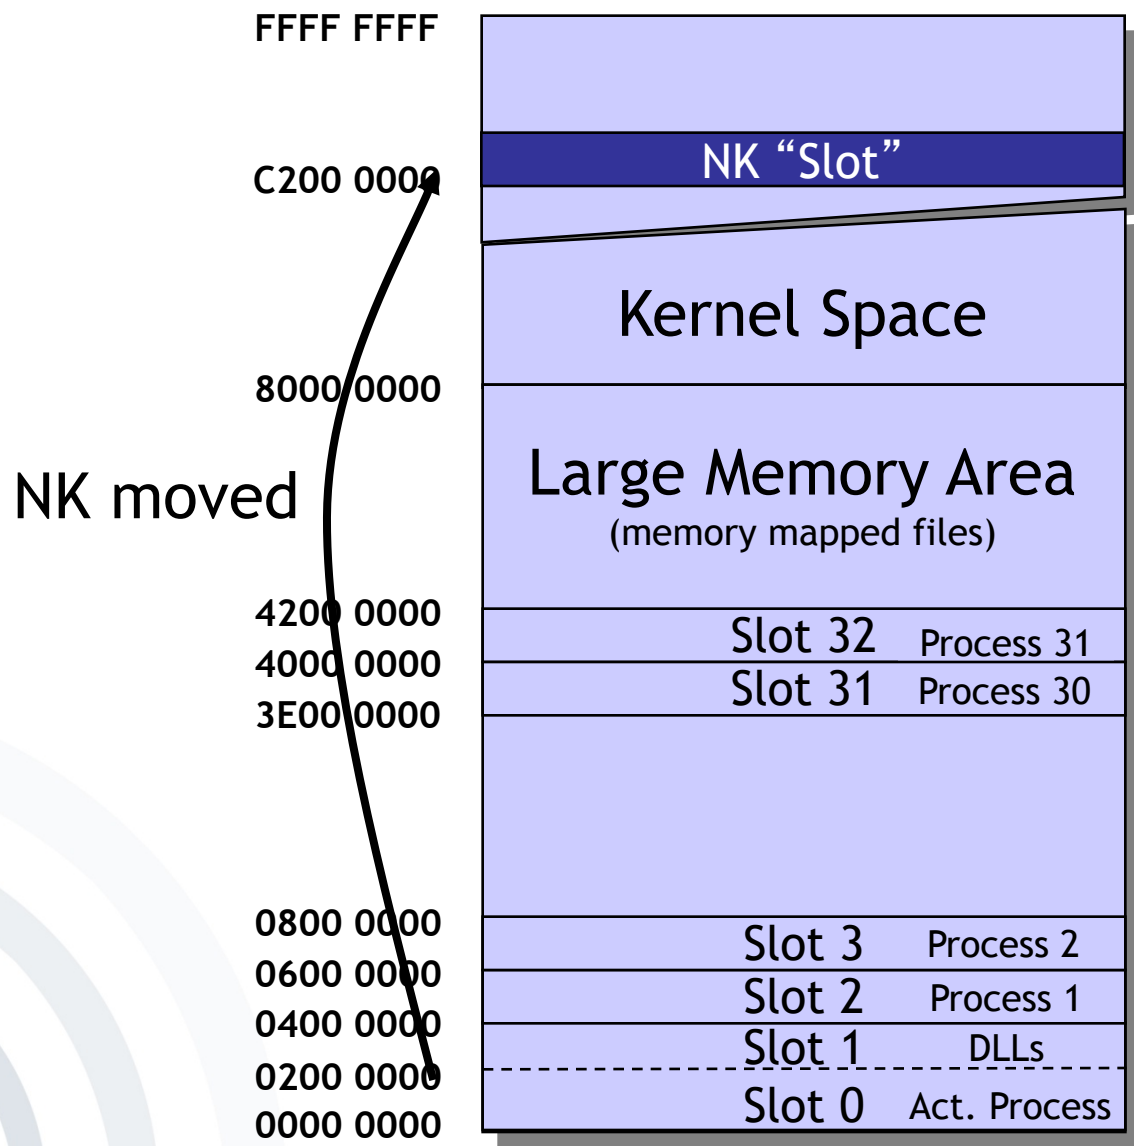 FFFF FFFF
NK “Slot”
C200 0000
Kernel Space
8000 0000
Large Memory Area
NK moved
(memory mapped files)
4200 0000
Slot 32 Process 31
4000 0000
Slot 31 Process 30
3E00 0000
0800 0000
Slot 3 Process 2
0600 0000
Slot 2 Process 1
0400 0000
Slot 1 DLLs
0200 0000
Slot 0 Act. Process
0000 0000